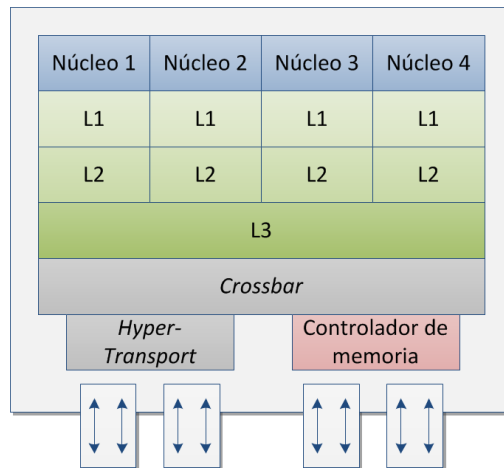 Núcleo 1 Núcleo 2 Núcleo 3 Núcleo 4
L1 L1 L1 L1
L2 L2 L2 L2
L3
Crossbar
Hyper-
Transport
Controlador de
memoria